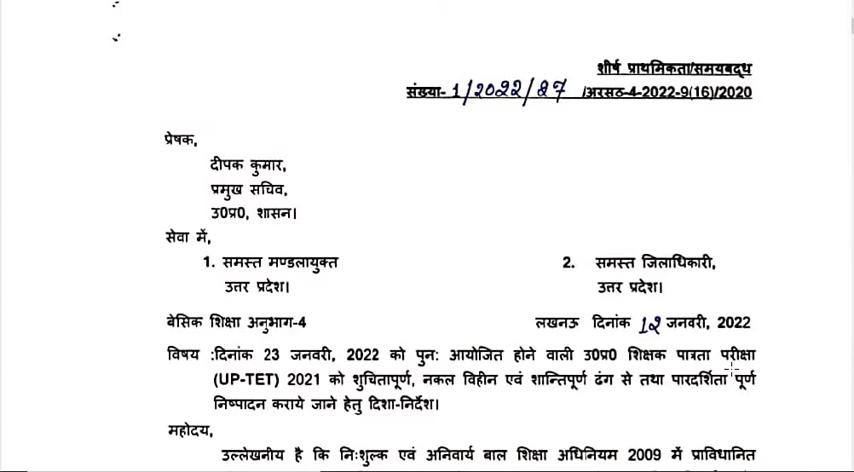 शीर्ष प्राथमिकता/समयबद्ध
संख्या- 1/2022/27 /अरसठ-4-2022-9(16)/2020
प्रेषक,
दीपक कुमार,
प्रमुख सचिव,
उ0प्र0, शासन।
सेवा में,
1. समस्त मण्डलायुक्त 2. समस्त जिलाधिकारी,
उत्तर प्रदेश। उत्तर प्रदेश।
बेसिक शिक्षा अनुभाग-4 लखनऊ दिनांक 12 जनवरी, 2022
विषय :दिनांक 23 जनवरी, 2022 को पुन: आयोजित होने वाली उ0प्र0 शिक्षक पात्रता परीक्षा
(UP-TET) 2021 को शुचितापूर्ण, नकल विहीन एवं शान्तिपूर्ण ढंग से तथा पारदर्शिता पूर्ण
निष्पादन कराये जाने हेतु दिशा-निर्देश।
महोदय,
उल्लेखनीय है कि निःशुल्क एवं अनिवार्य बाल शिक्षा अधिनियम 2009 में प्राविधानित